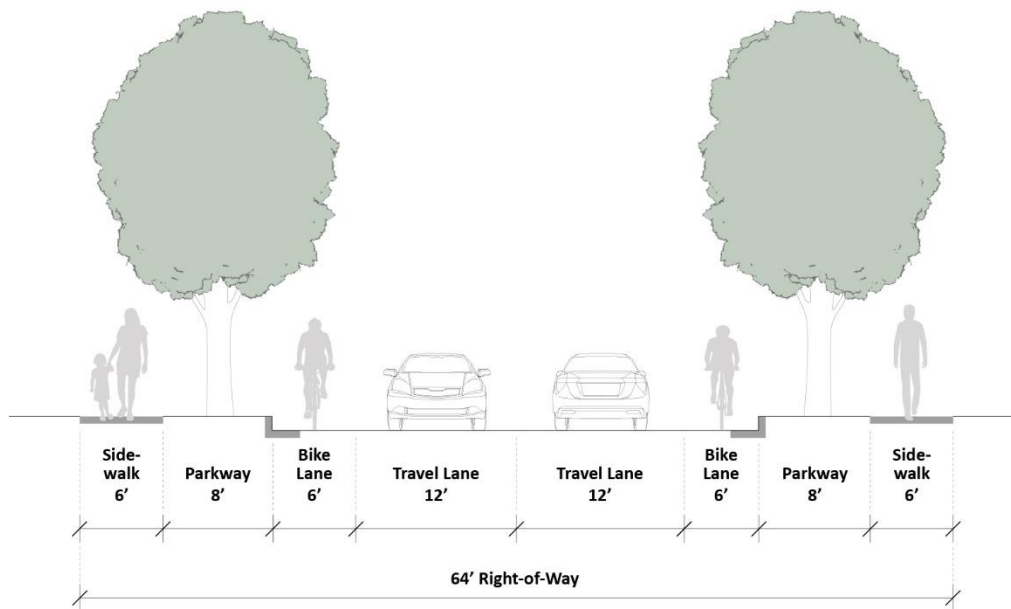 Side-
walk
6’
Parkway
8’
Bike
Lane
6’
Travel Lane
12’
Travel Lane
12’
Bike
Lane
6’
Parkway
8’
Side-
walk
6’
64’ Right-of-Way